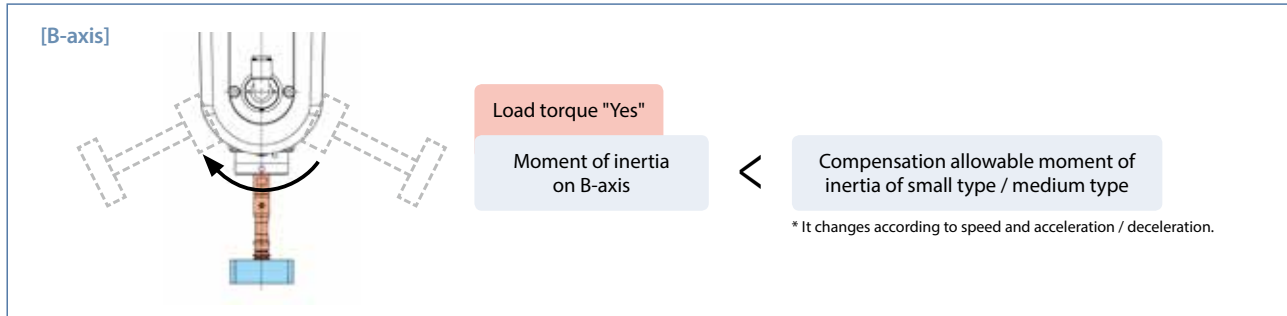 [B-axis]
Load torque "Yes"
Moment of inertia
on B-axis
<
Compensation allowable moment of
inertia of small type / medium type
* It changes according to speed and acceleration / deceleration.